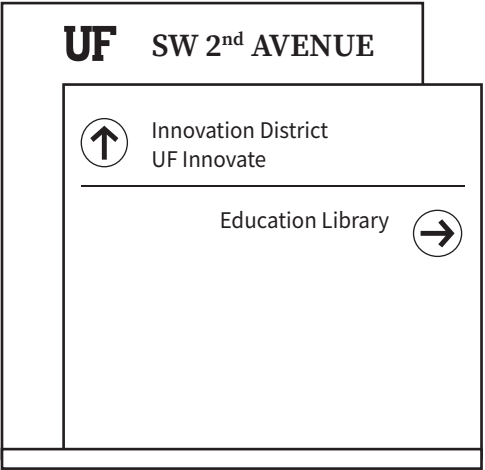 UF SW 2nd AVENUE
Innovation District
UF Innovate
Education Library